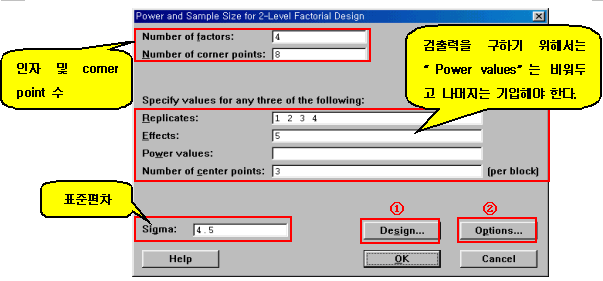 Power and Sample Size for 2-Level Factorial Design
Number of factors: 4
Number of corner points: 8
인자 및 corner
point 수
검출력을 구하기 위해서는
“ Power values” 는 비워두
고 나머지는 기입해야 한다.
Specify values for any three of the following:
Replicates: 1 2 3 4
Effects: 5
Power values:
Number of center points: 3 (per block)
표준편차
① ②
Sigma: 4.5 Design... Options...
Help OK Cancel